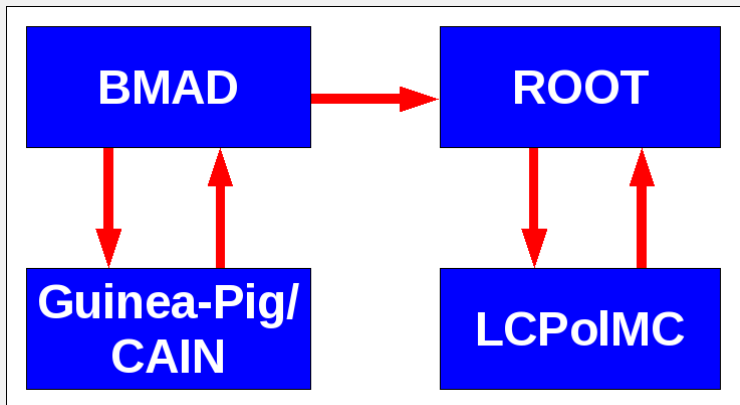 BMAD
ROOT
Guinea-Pig/
CAIN
LCPolMC